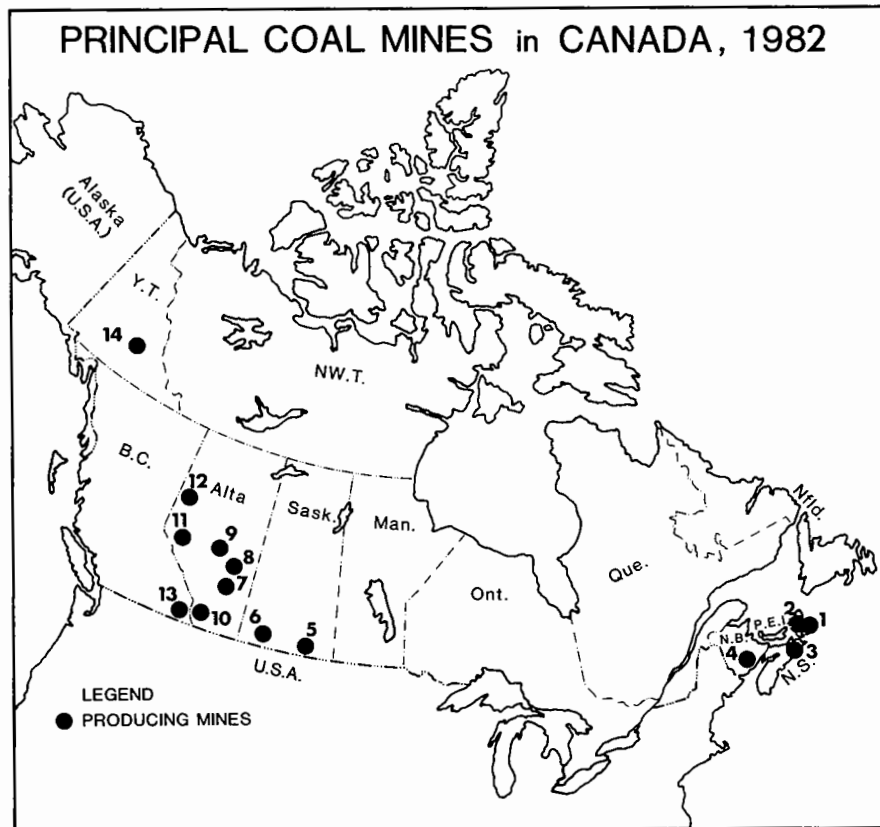 PRINCIPAL COAL MINES in CANADA, 1982
Alaska
(U.S.A.)
Y.T.
14
NW.T.
B.C.
12
Alta
11
9
8
7
13
10
Sask.
6
5
Man.
U.S.A.
Ont.
Que.
Nfld.
2
P.E.I.
1
N.B.
4
3
N.S.
LEGEND
PRODUCING MINES